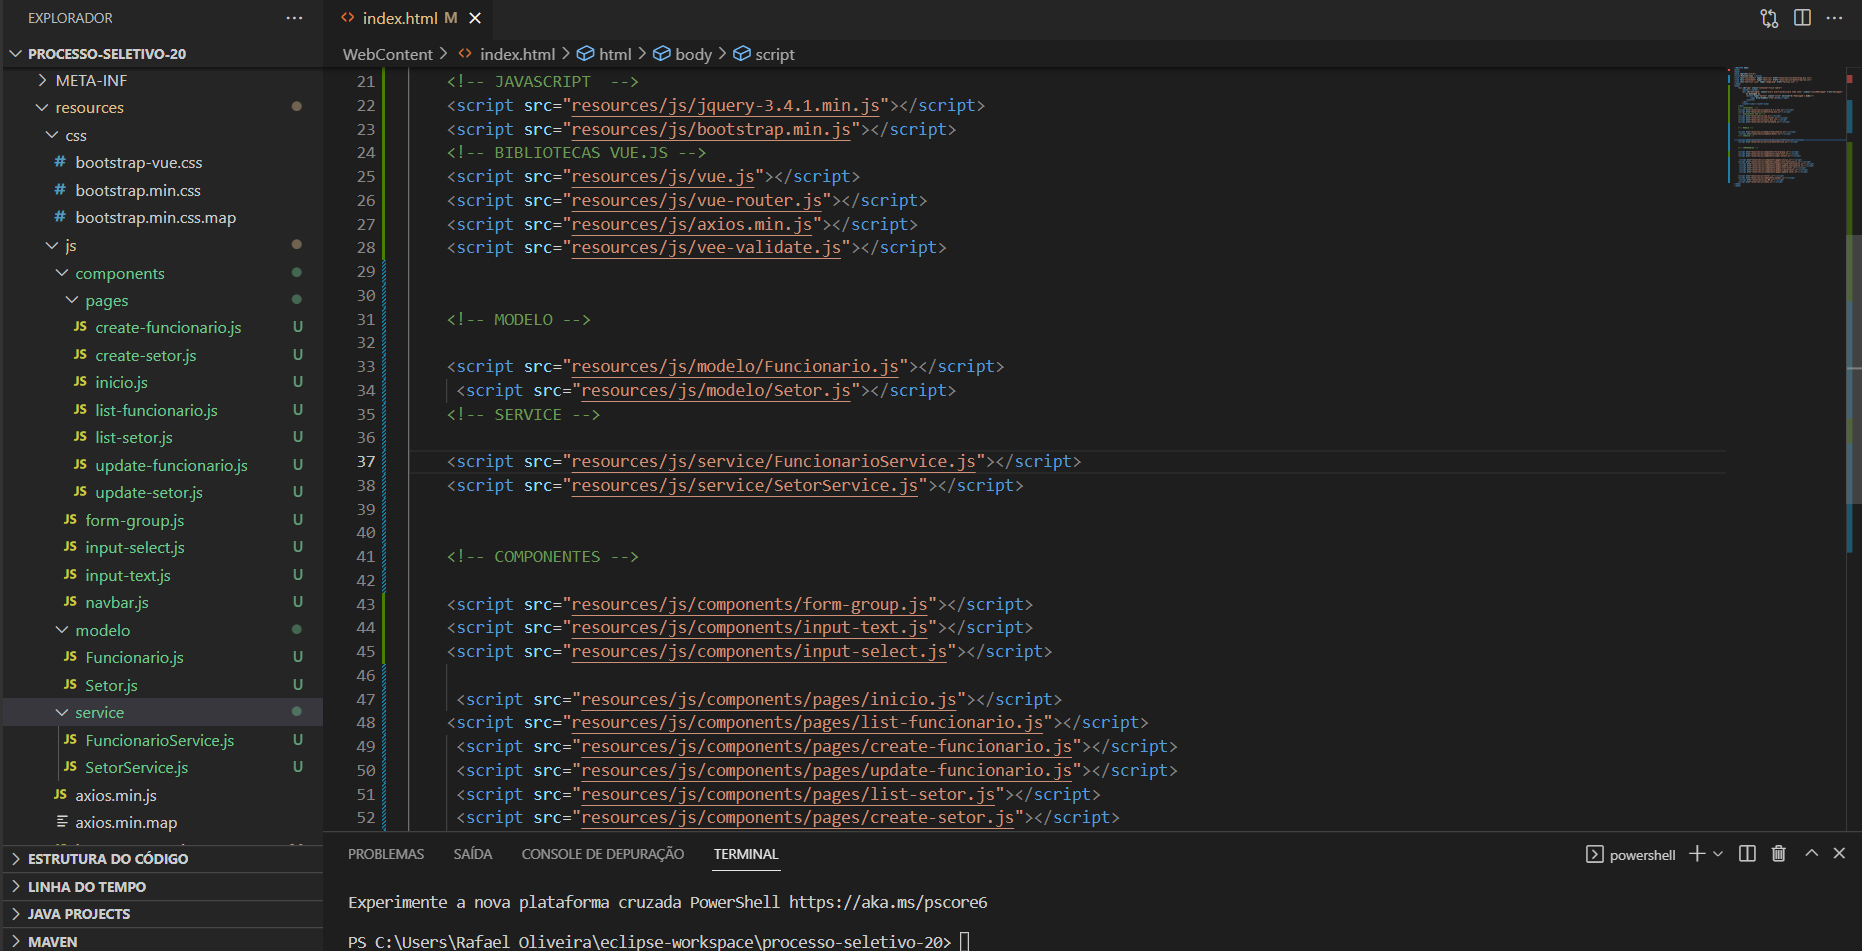 EXPLORADOR
PROCESSO-SELETIVO-20
META-INF
resources
css
# bootstrap-vue.css
# bootstrap.min.css
# bootstrap.min.css.map
js
components
pages
JS create-funcionario.js U
JS create-setor.js U
JS inicio.js U
JS list-funcionario.js U
JS list-setor.js U
JS update-funcionario.js U
JS update-setor.js U
JS form-group.js U
JS input-select.js U
JS input-text.js U
JS navbar.js U
modelo
JS Funcionario.js U
JS Setor.js U
service
JS FuncionarioService.js U
JS SetorService.js U
JS axios.min.js
axios.min.map
ESTRUTURA DO CÓDIGO
LINHA DO TEMPO
JAVA PROJECTS
MAVEN
<> index.html M
WebContent > <> index.html > html > body > script
21 <!-- JAVASCRIPT  -->
22 <script src="resources/js/jquery-3.4.1.min.js"></script>
23 <script src="resources/js/bootstrap.min.js"></script>
24 <!-- BIBLIOTECAS VUE.JS -->
25 <script src="resources/js/vue.js"></script>
26 <script src="resources/js/vue-router.js"></script>
27 <script src="resources/js/axios.min.js"></script>
28 <script src="resources/js/vee-validate.js"></script>
29
30
31 <!-- MODELO -->
32
33 <script src="resources/js/modelo/Funcionario.js"></script>
34 <script src="resources/js/modelo/Setor.js"></script>
35 <!-- SERVICE -->
36
37 <script src="resources/js/service/FuncionarioService.js"></script>
38 <script src="resources/js/service/SetorService.js"></script>
39
40
41 <!-- COMPONENTES -->
42
43 <script src="resources/js/components/form-group.js"></script>
44 <script src="resources/js/components/input-text.js"></script>
45 <script src="resources/js/components/input-select.js"></script>
46
47 <script src="resources/js/components/pages/inicio.js"></script>
48 <script src="resources/js/components/pages/list-funcionario.js"></script>
49 <script src="resources/js/components/pages/create-funcionario.js"></script>
50 <script src="resources/js/components/pages/update-funcionario.js"></script>
51 <script src="resources/js/components/pages/list-setor.js"></script>
52 <script src="resources/js/components/pages/create-setor.js"></script>
PROBLEMAS SAÍDA CONSOLE DE DEPURAÇÃO TERMINAL powershell
Experimente a nova plataforma cruzada PowerShell https://aka.ms/pscore6
PS C:\Users\Rafael Oliveira\eclipse-workspace\processo-seletivo-20>